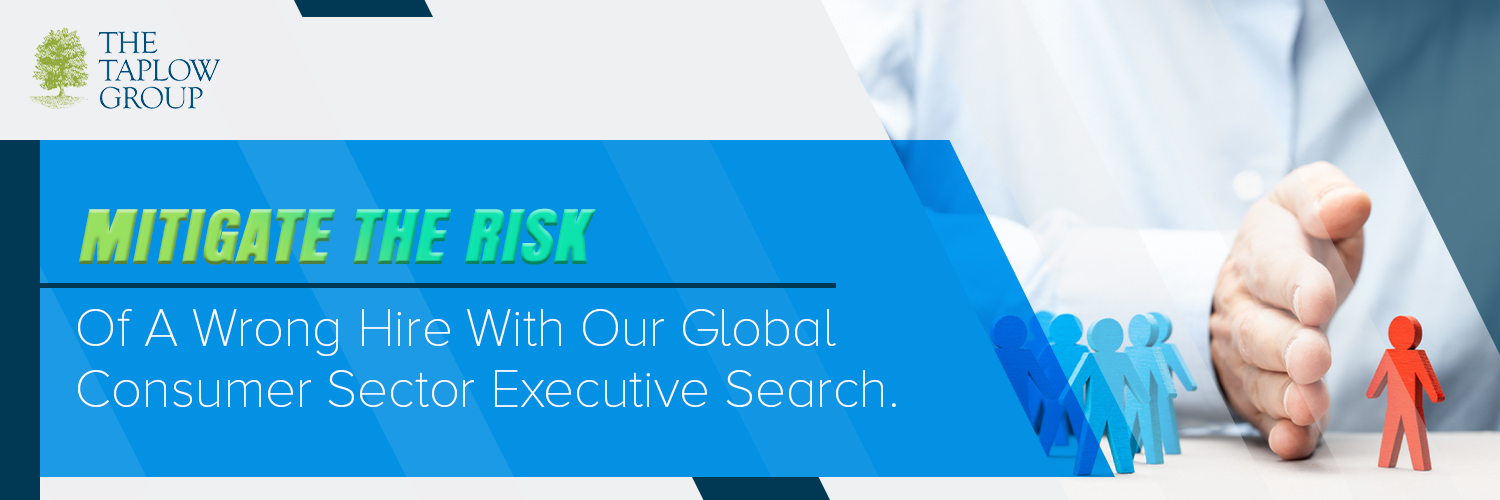 THE
TAPLOW
GROUP
MITIGATE THE RISK
Of A Wrong Hire With Our Global
Consumer Sector Executive Search.